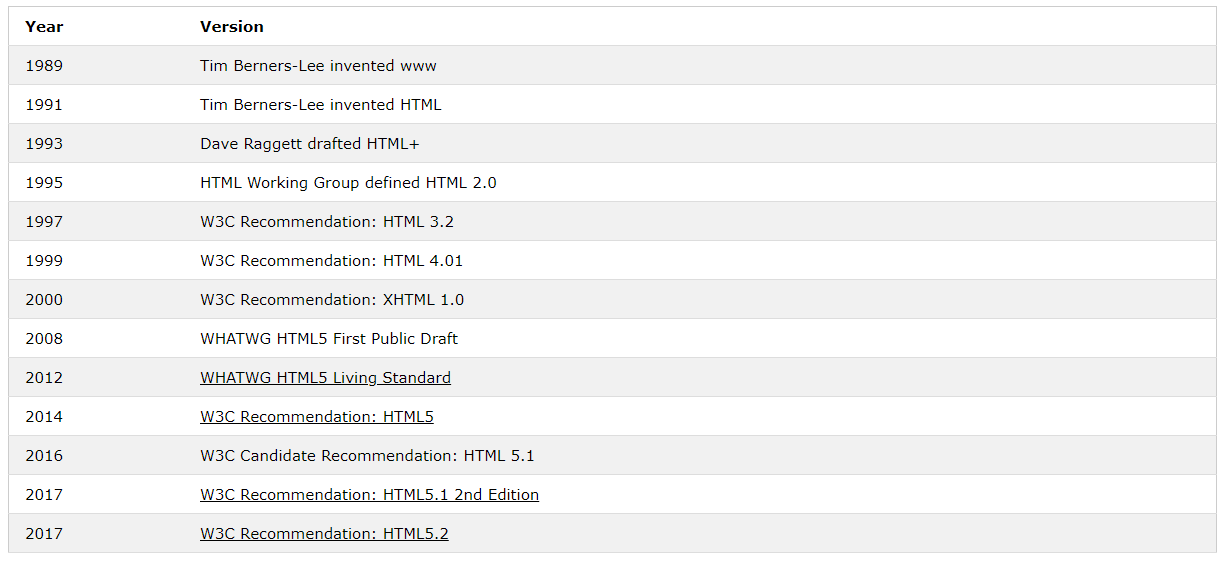 Year Version
1989 Tim Berners-Lee invented www
1991 Tim Berners-Lee invented HTML
1993 Dave Raggett drafted HTML+
1995 HTML Working Group defined HTML 2.0
1997 W3C Recommendation: HTML 3.2
1999 W3C Recommendation: HTML 4.01
2000 W3C Recommendation: XHTML 1.0
2008 WHATWG HTML5 First Public Draft
2012 WHATWG HTML5 Living Standard
2014 W3C Recommendation: HTML5
2016 W3C Candidate Recommendation: HTML 5.1
2017 W3C Recommendation: HTML5.1 2nd Edition
2017 W3C Recommendation: HTML5.2